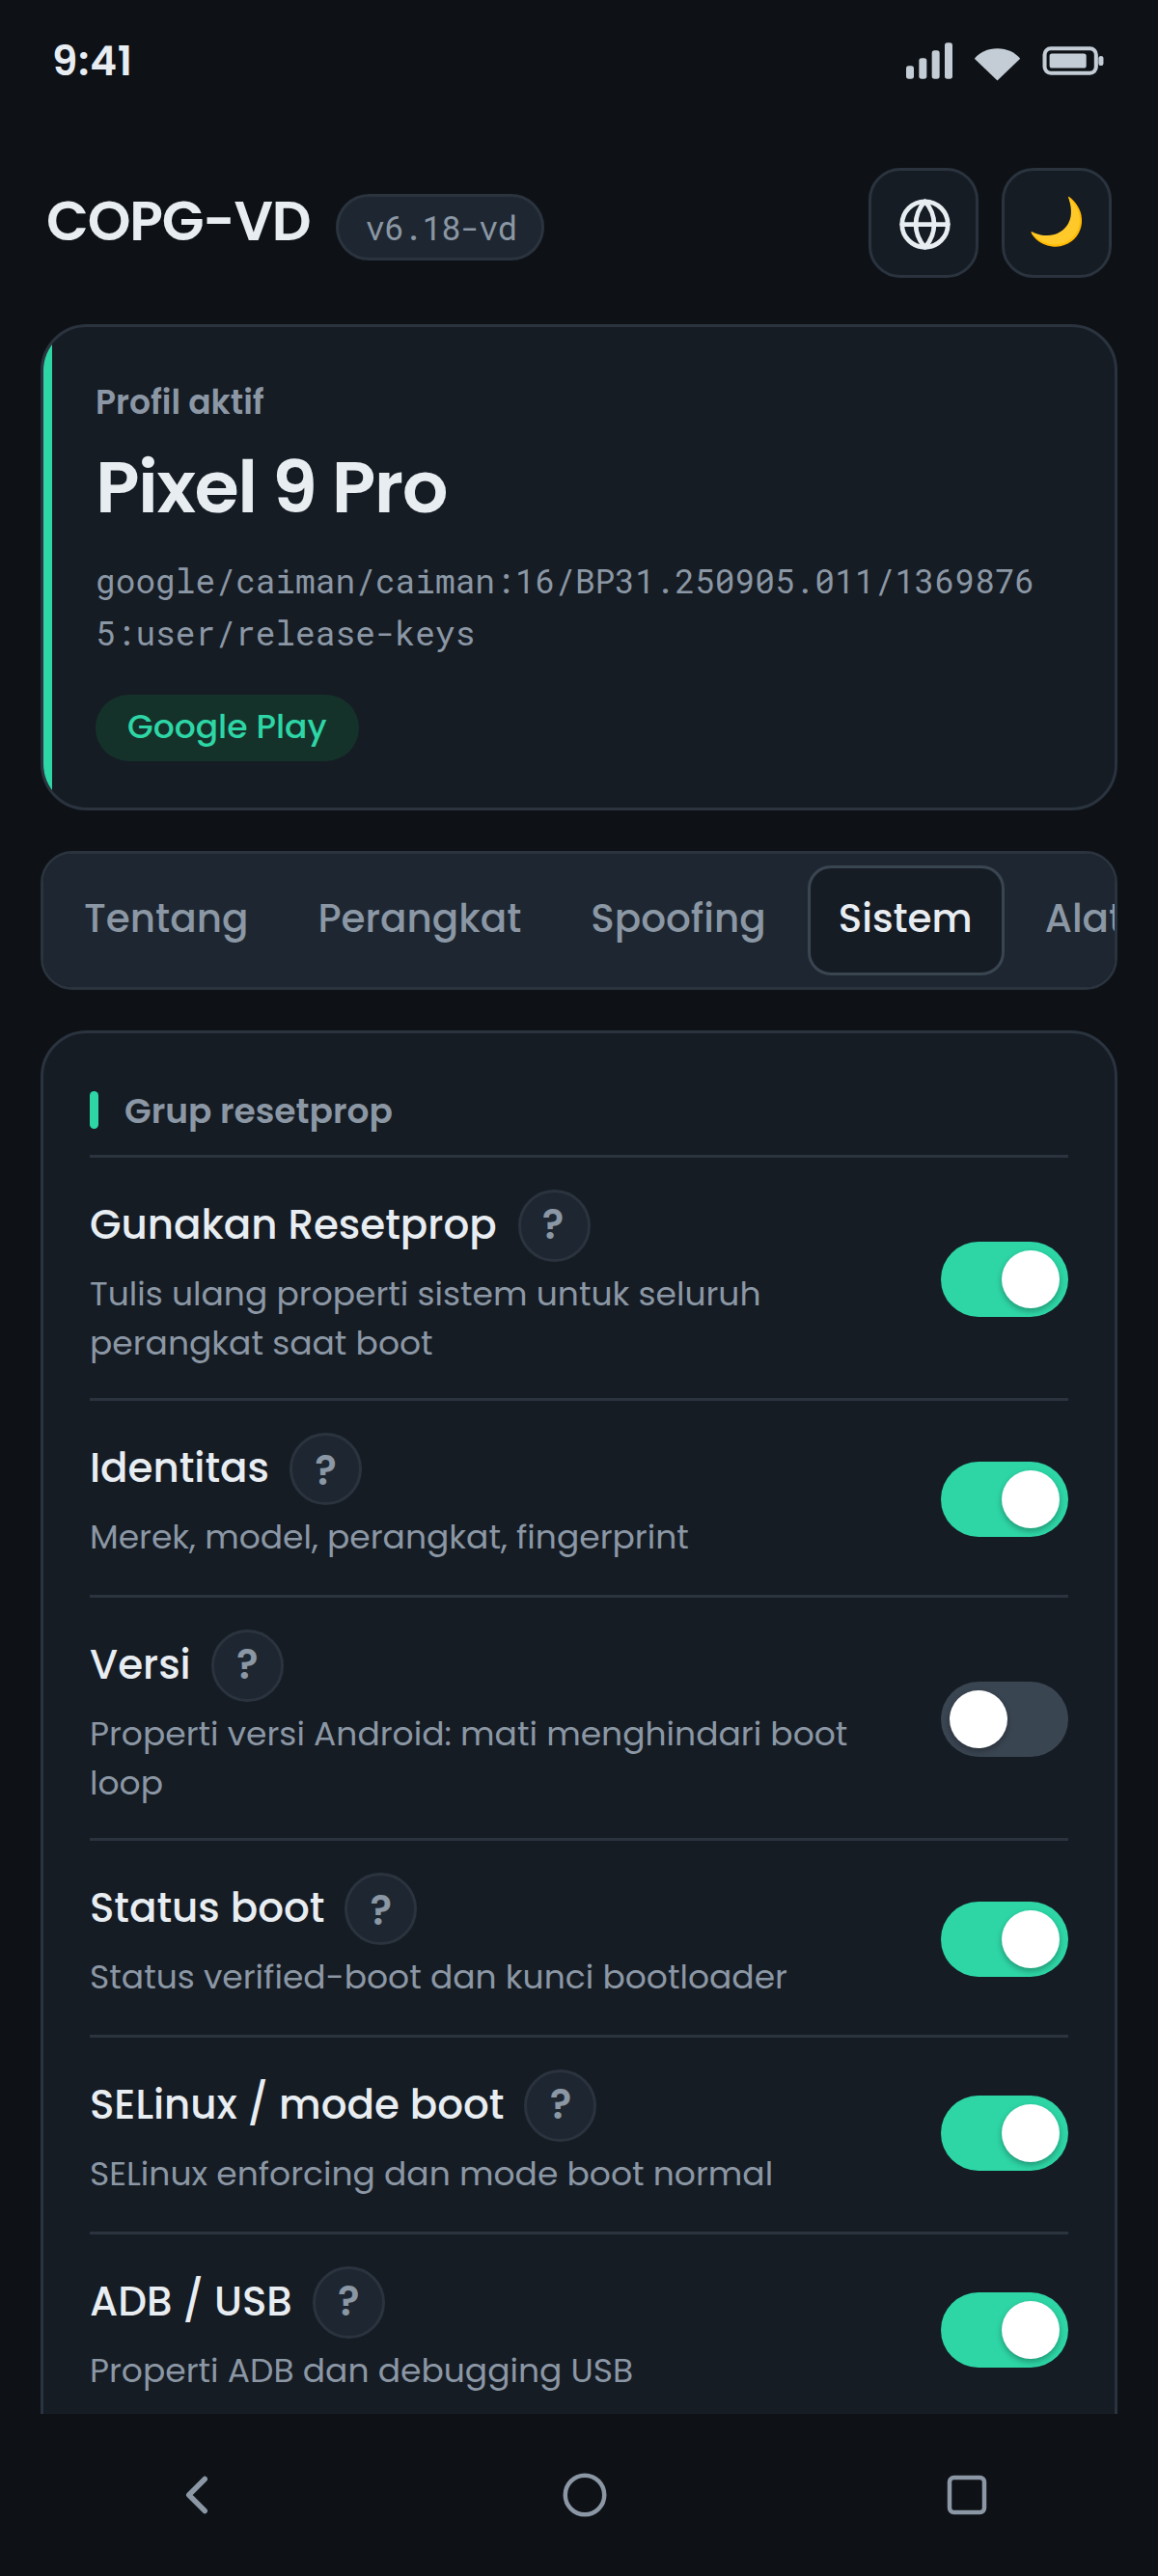 9:41
COPG-VD v6.18-vd
Profil aktif
Pixel 9 Pro
google/caiman/caiman:16/BP31.250905.011/1369876
5:user/release-keys
Google Play
Tentang Perangkat Spoofing Sistem Alat
Grup resetprop
Gunakan Resetprop ?
Tulis ulang properti sistem untuk seluruh
perangkat saat boot
Identitas ?
Merek, model, perangkat, fingerprint
Versi ?
Properti versi Android: mati menghindari boot
loop
Status boot ?
Status verified-boot dan kunci bootloader
SELinux / mode boot ?
SELinux enforcing dan mode boot normal
ADB / USB ?
Properti ADB dan debugging USB